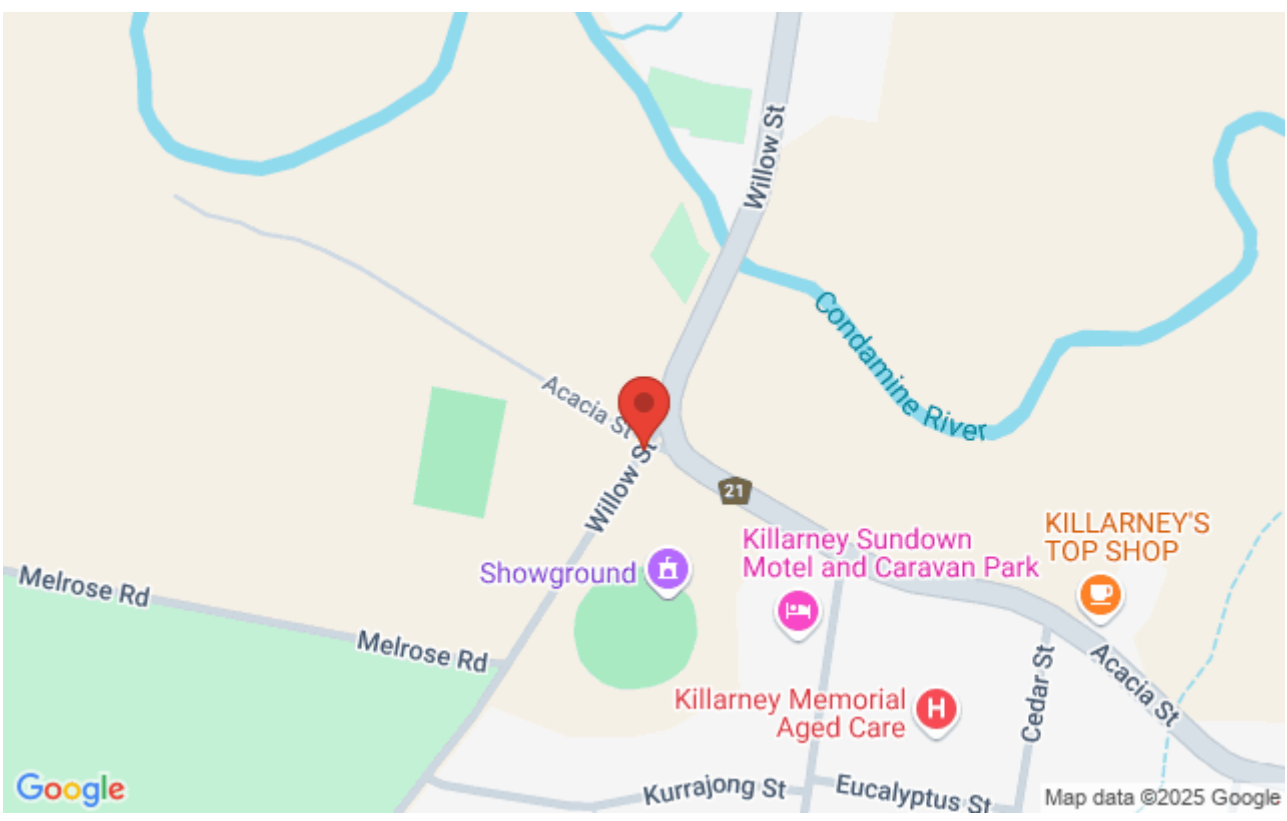 Willow St
Condamine River
Acacia St
Willow St
21
KILLARNEY'S
TOP SHOP
Killarney Sundown
Motel and Caravan Park
Showground
Melrose Rd
Melrose Rd
Acacia St
Cedar St
Killarney Memorial
Aged Care
H
Kurrajong St
Eucalyptus St
Google
Map data ©2025 Google